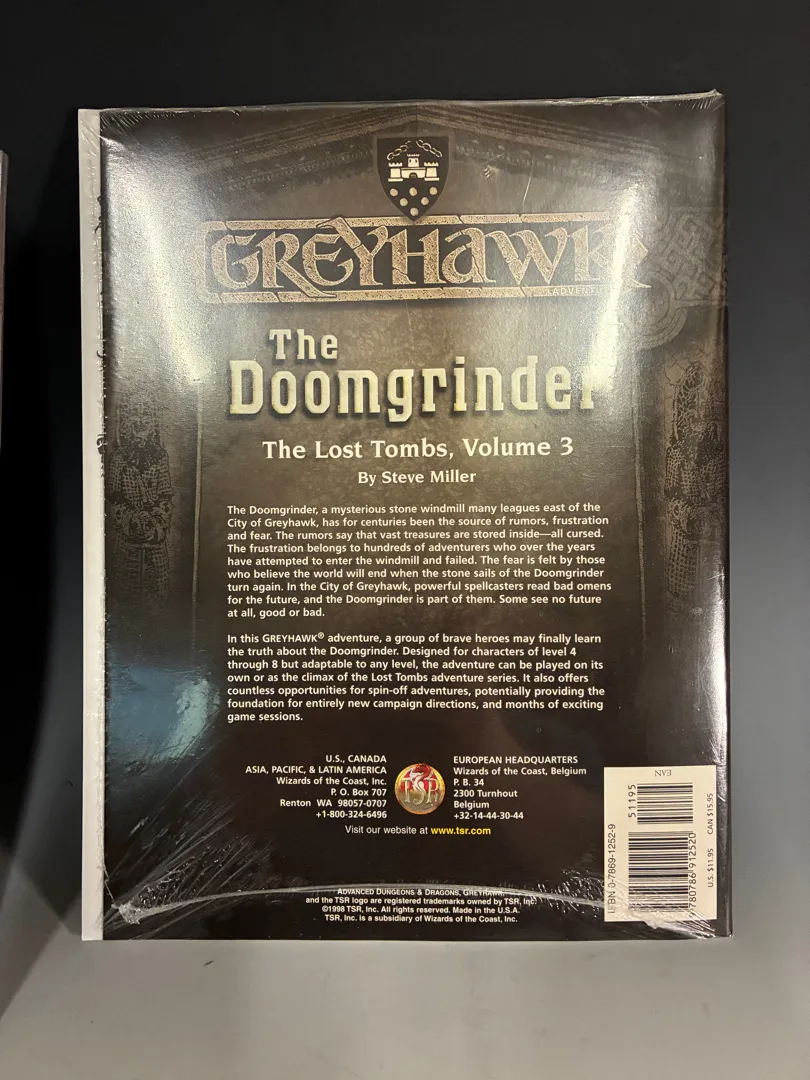 GREYHAWK
ADVENTU
The
Doomgrinder
The Lost Tombs, Volume 3
By Steve Miller
The Doomgrinder, a mysterious stone windmill many leagues east of the
City of Greyhawk, has for centuries been the source of rumors, frustration
and fear. The rumors say that vast treasures are stored inside—all cursed.
The frustration belongs to hundreds of adventurers who over the years
have attempted to enter the windmill and failed. The fear is felt by those
who believe the world will end when the stone sails of the Doomgrinder
turn again. In the City of Greyhawk, powerful spellcasters read bad omens
for the future, and the Doomgrinder is part of them. Some see no future
at all, good or bad.
In this GREYHAWK® adventure, a group of brave heroes may finally learn
the truth about the Doomgrinder. Designed for characters of level 4
through 8 but adaptable to any level, the adventure can be played on its
own or as the climax of the Lost Tombs adventure series. It also offers
countless opportunities for spin-off adventures, potentially providing the
foundation for entirely new campaign directions, and months of exciting
game sessions.
U.S., CANADA
ASIA, PACIFIC, & LATIN AMERICA
Wizards of the Coast, Inc.
P. O. Box 707
Renton WA 98057-0707
+1-800-324-6496
TSR
EUROPEAN HEADQUARTERS
Wizards of the Coast, Belgium
P. B. 34
2300 Turnhout
Belgium
+32-14-44-30-44
Visit our website at www.tsr.com
EAN
51195
ISBN 0-7869-1252-9
9780786912520
U.S. $11.95 CAN $15.95
ADVANCED DUNGEONS & DRAGONS, GREYHAWK,
and the TSR logo are registered trademarks owned by TSR, Inc.
©1998 TSR, Inc. All rights reserved. Made in the U.S.A.
TSR, Inc. is a subsidiary of Wizards of the Coast, Inc.